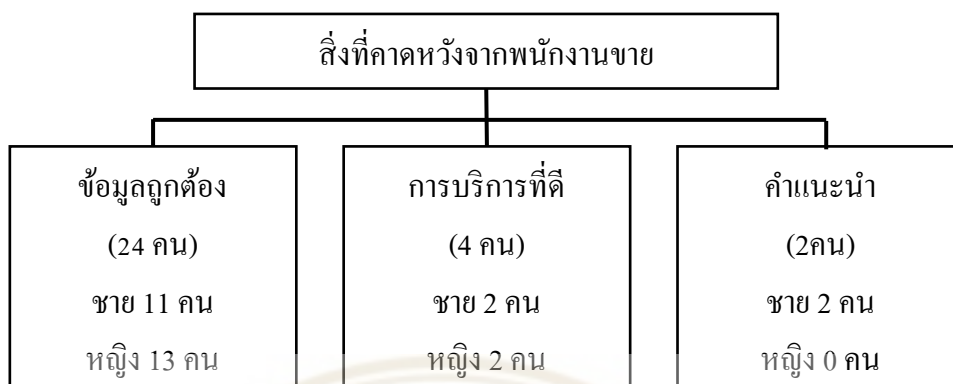 สิ่งที่คาดหวังจากพนักงานขาย
ข้อมูลถูกต้อง
(24 คน)
ชาย 11 คน
หญิง 13 คน
การบริการที่ดี
(4 คน)
ชาย 2 คน
หญิง 2 คน
คำแนะนำ
(2คน)
ชาย 2 คน
หญิง 0 คน